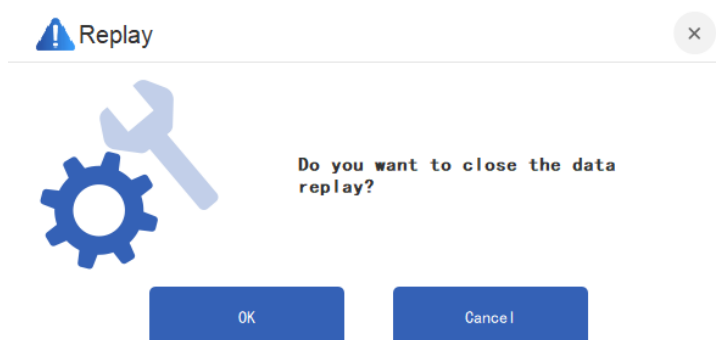 Replay
Do you want to close the data
replay?
OK
Cancel